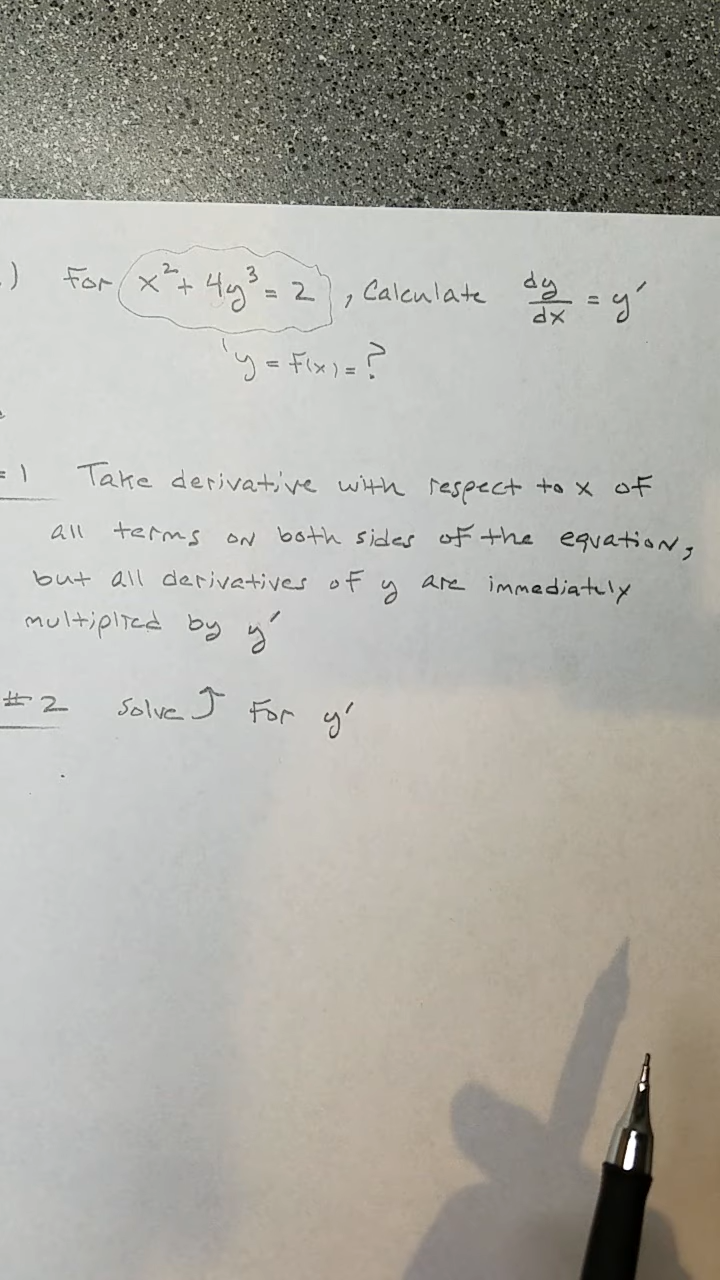 .) For x²+ 4y³ = 2 , Calculate dy/dx = y'
y = F(x) = ?
1 Take derivative with respect to x of
all terms on both sides of the equation,
but all derivatives of y are immediately
multiplied by y'
#2 Solve ↑ For y'